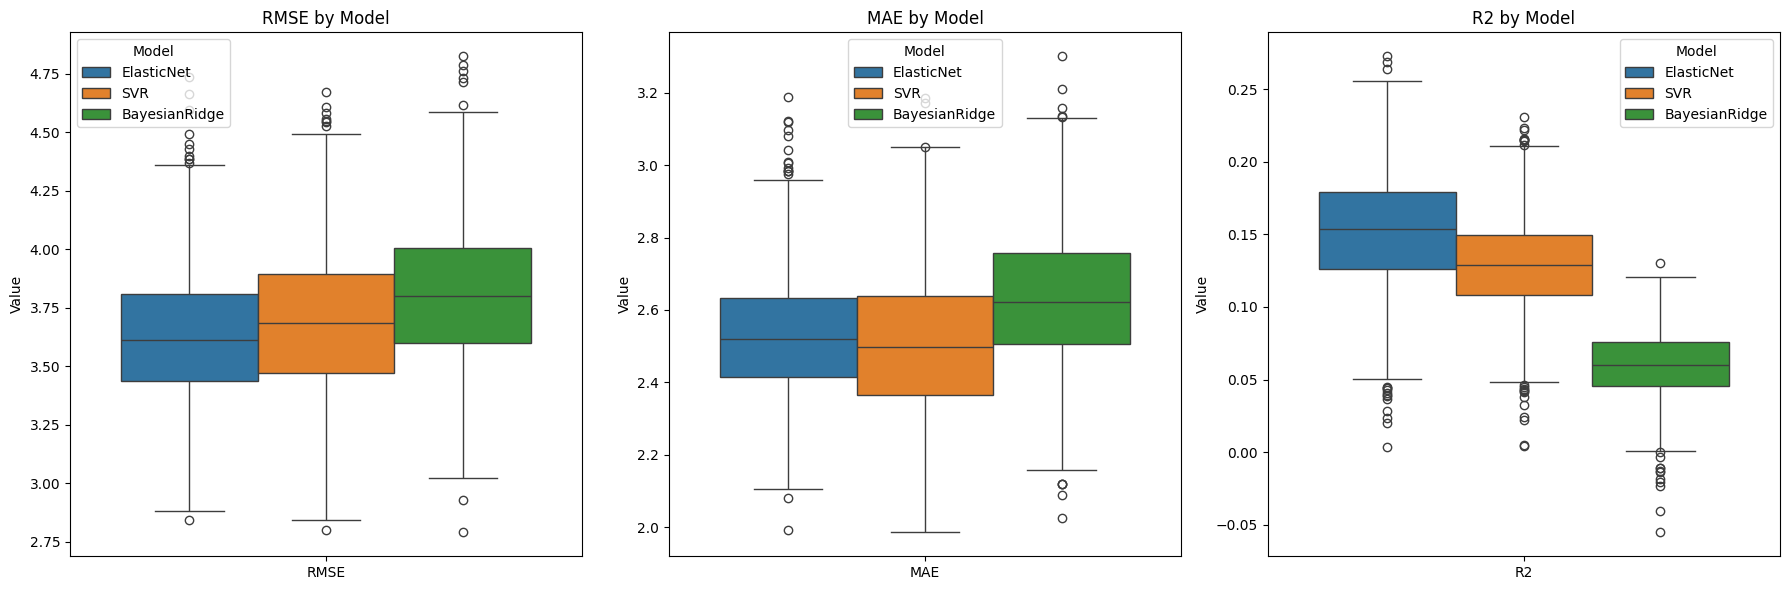 RMSE by Model
Model
ElasticNet
SVR
BayesianRidge
Value
4.75
4.50
4.25
4.00
3.75
3.50
3.25
3.00
2.75
RMSE
MAE by Model
Model
ElasticNet
SVR
BayesianRidge
Value
3.2
3.0
2.8
2.6
2.4
2.2
2.0
MAE
R2 by Model
Model
ElasticNet
SVR
BayesianRidge
Value
0.25
0.20
0.15
0.10
0.05
0.00
−0.05
R2